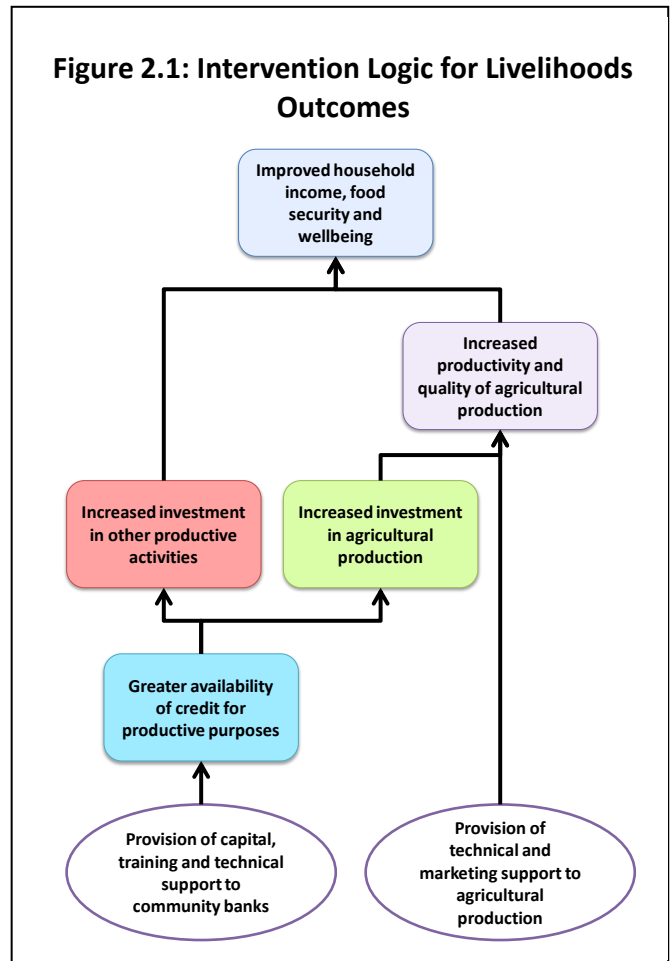 Figure 2.1: Intervention Logic for Livelihoods
Outcomes
Improved household
income, food
security and
wellbeing
Increased
productivity and
quality of agricultural
production
Increased investment
in other productive
activities
Increased investment
in agricultural
production
Greater availability
of credit for
productive purposes
Provision of capital,
training and technical
support to
community banks
Provision of
technical and
marketing support to
agricultural
production